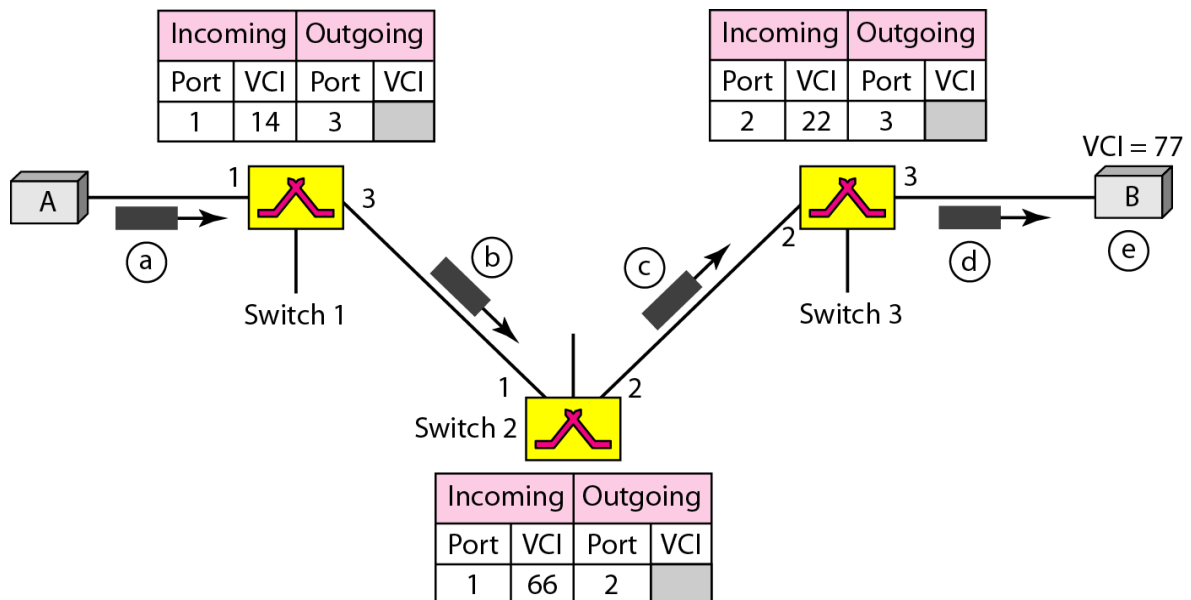 Incoming Outgoing
Port VCI Port VCI
1 14 3
Incoming Outgoing
Port VCI Port VCI
2 22 3
VCI = 77
A
1
3
a
Switch 1
b
c
2
3
Switch 3
d
B
e
1
2
Switch 2
Incoming Outgoing
Port VCI Port VCI
1 66 2